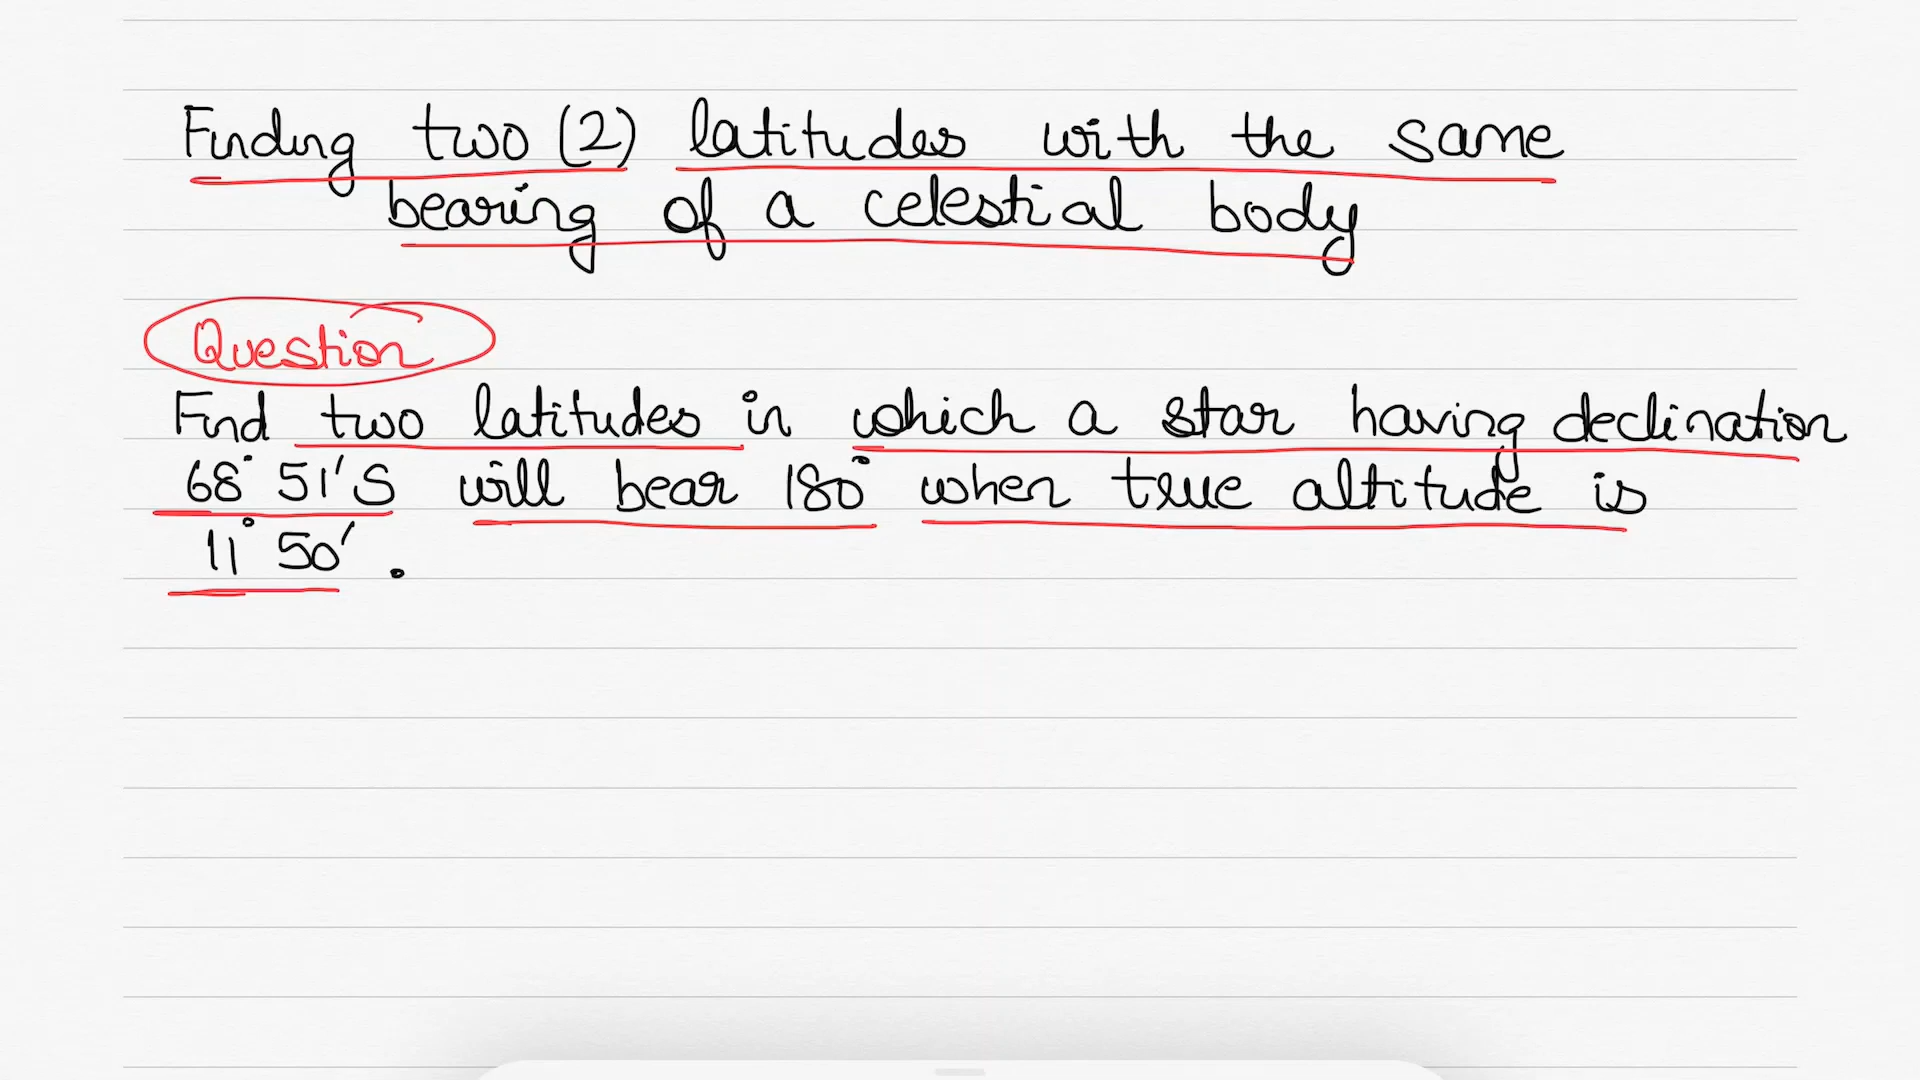 Finding two (2) latitudes with the same
bearing of a celestial body
Question
Find two latitudes in which a star having declination
68° 51' S will bear 180° when true altitude is
11° 50' .